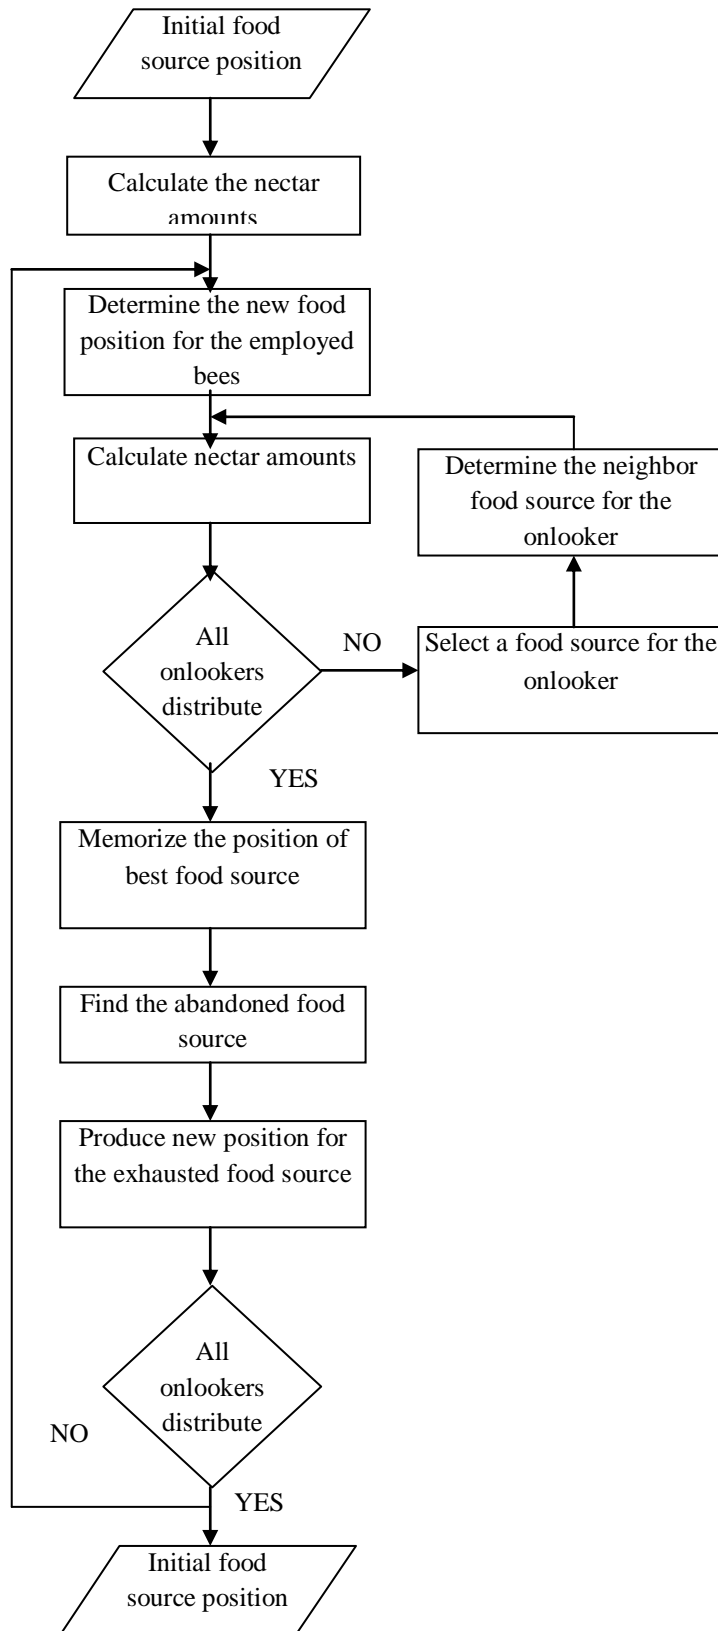 Initial food
source position
Calculate the nectar
amounts
Determine the new food
position for the employed
bees
Calculate nectar amounts
Determine the neighbor
food source for the
onlooker
All
onlookers
distribute
NO
Select a food source for the
onlooker
YES
Memorize the position of
best food source
Find the abandoned food
source
Produce new position for
the exhausted food source
All
onlookers
distribute
NO
YES
Initial food
source position